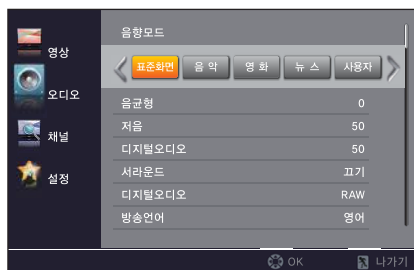 영상
오디오
채널
설정
음향모드
표준화면 음 악 영 화 뉴 스 사용자
음균형 0
저음 50
디지털오디오 50
서라운드 끄기
디지털오디오 RAW
방송언어 영어
OK 나가기